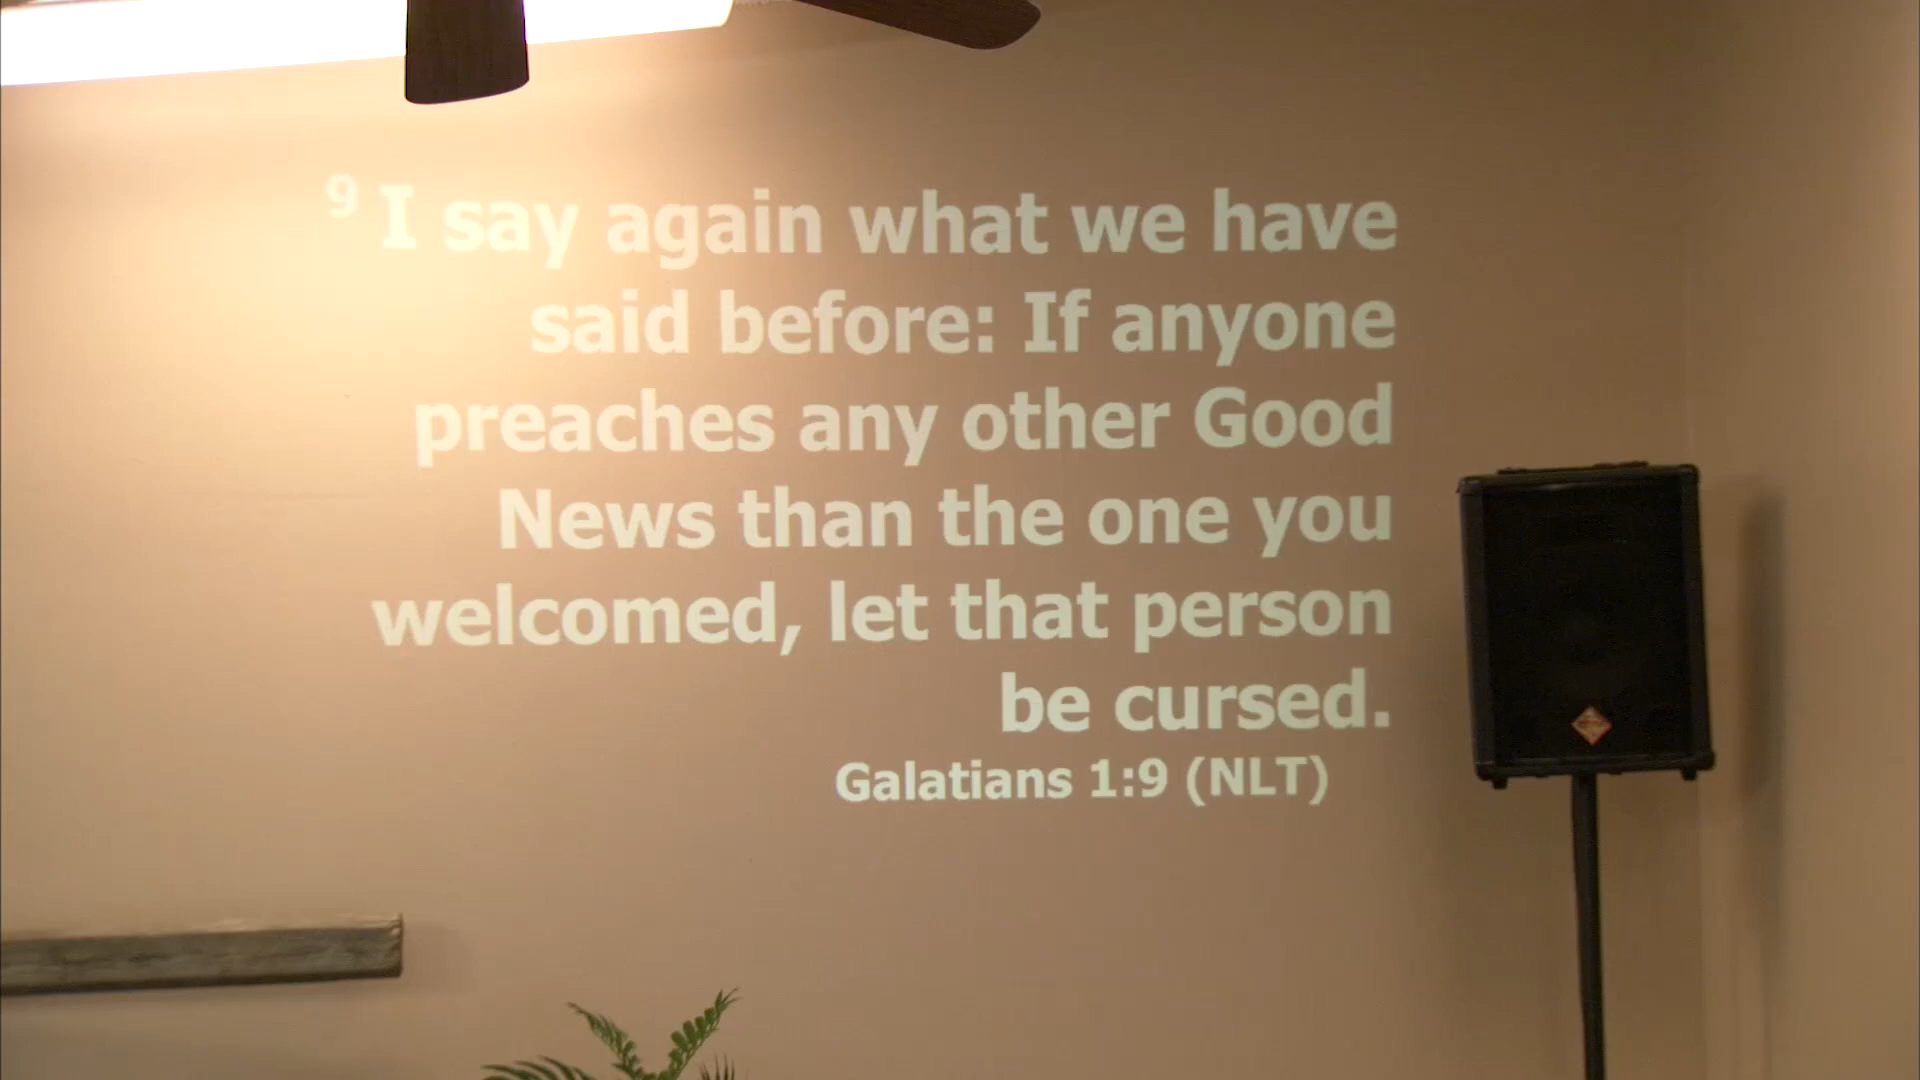 9 I say again what we have
said before: If anyone
preaches any other Good
News than the one you
welcomed, let that person
be cursed.
Galatians 1:9 (NLT)